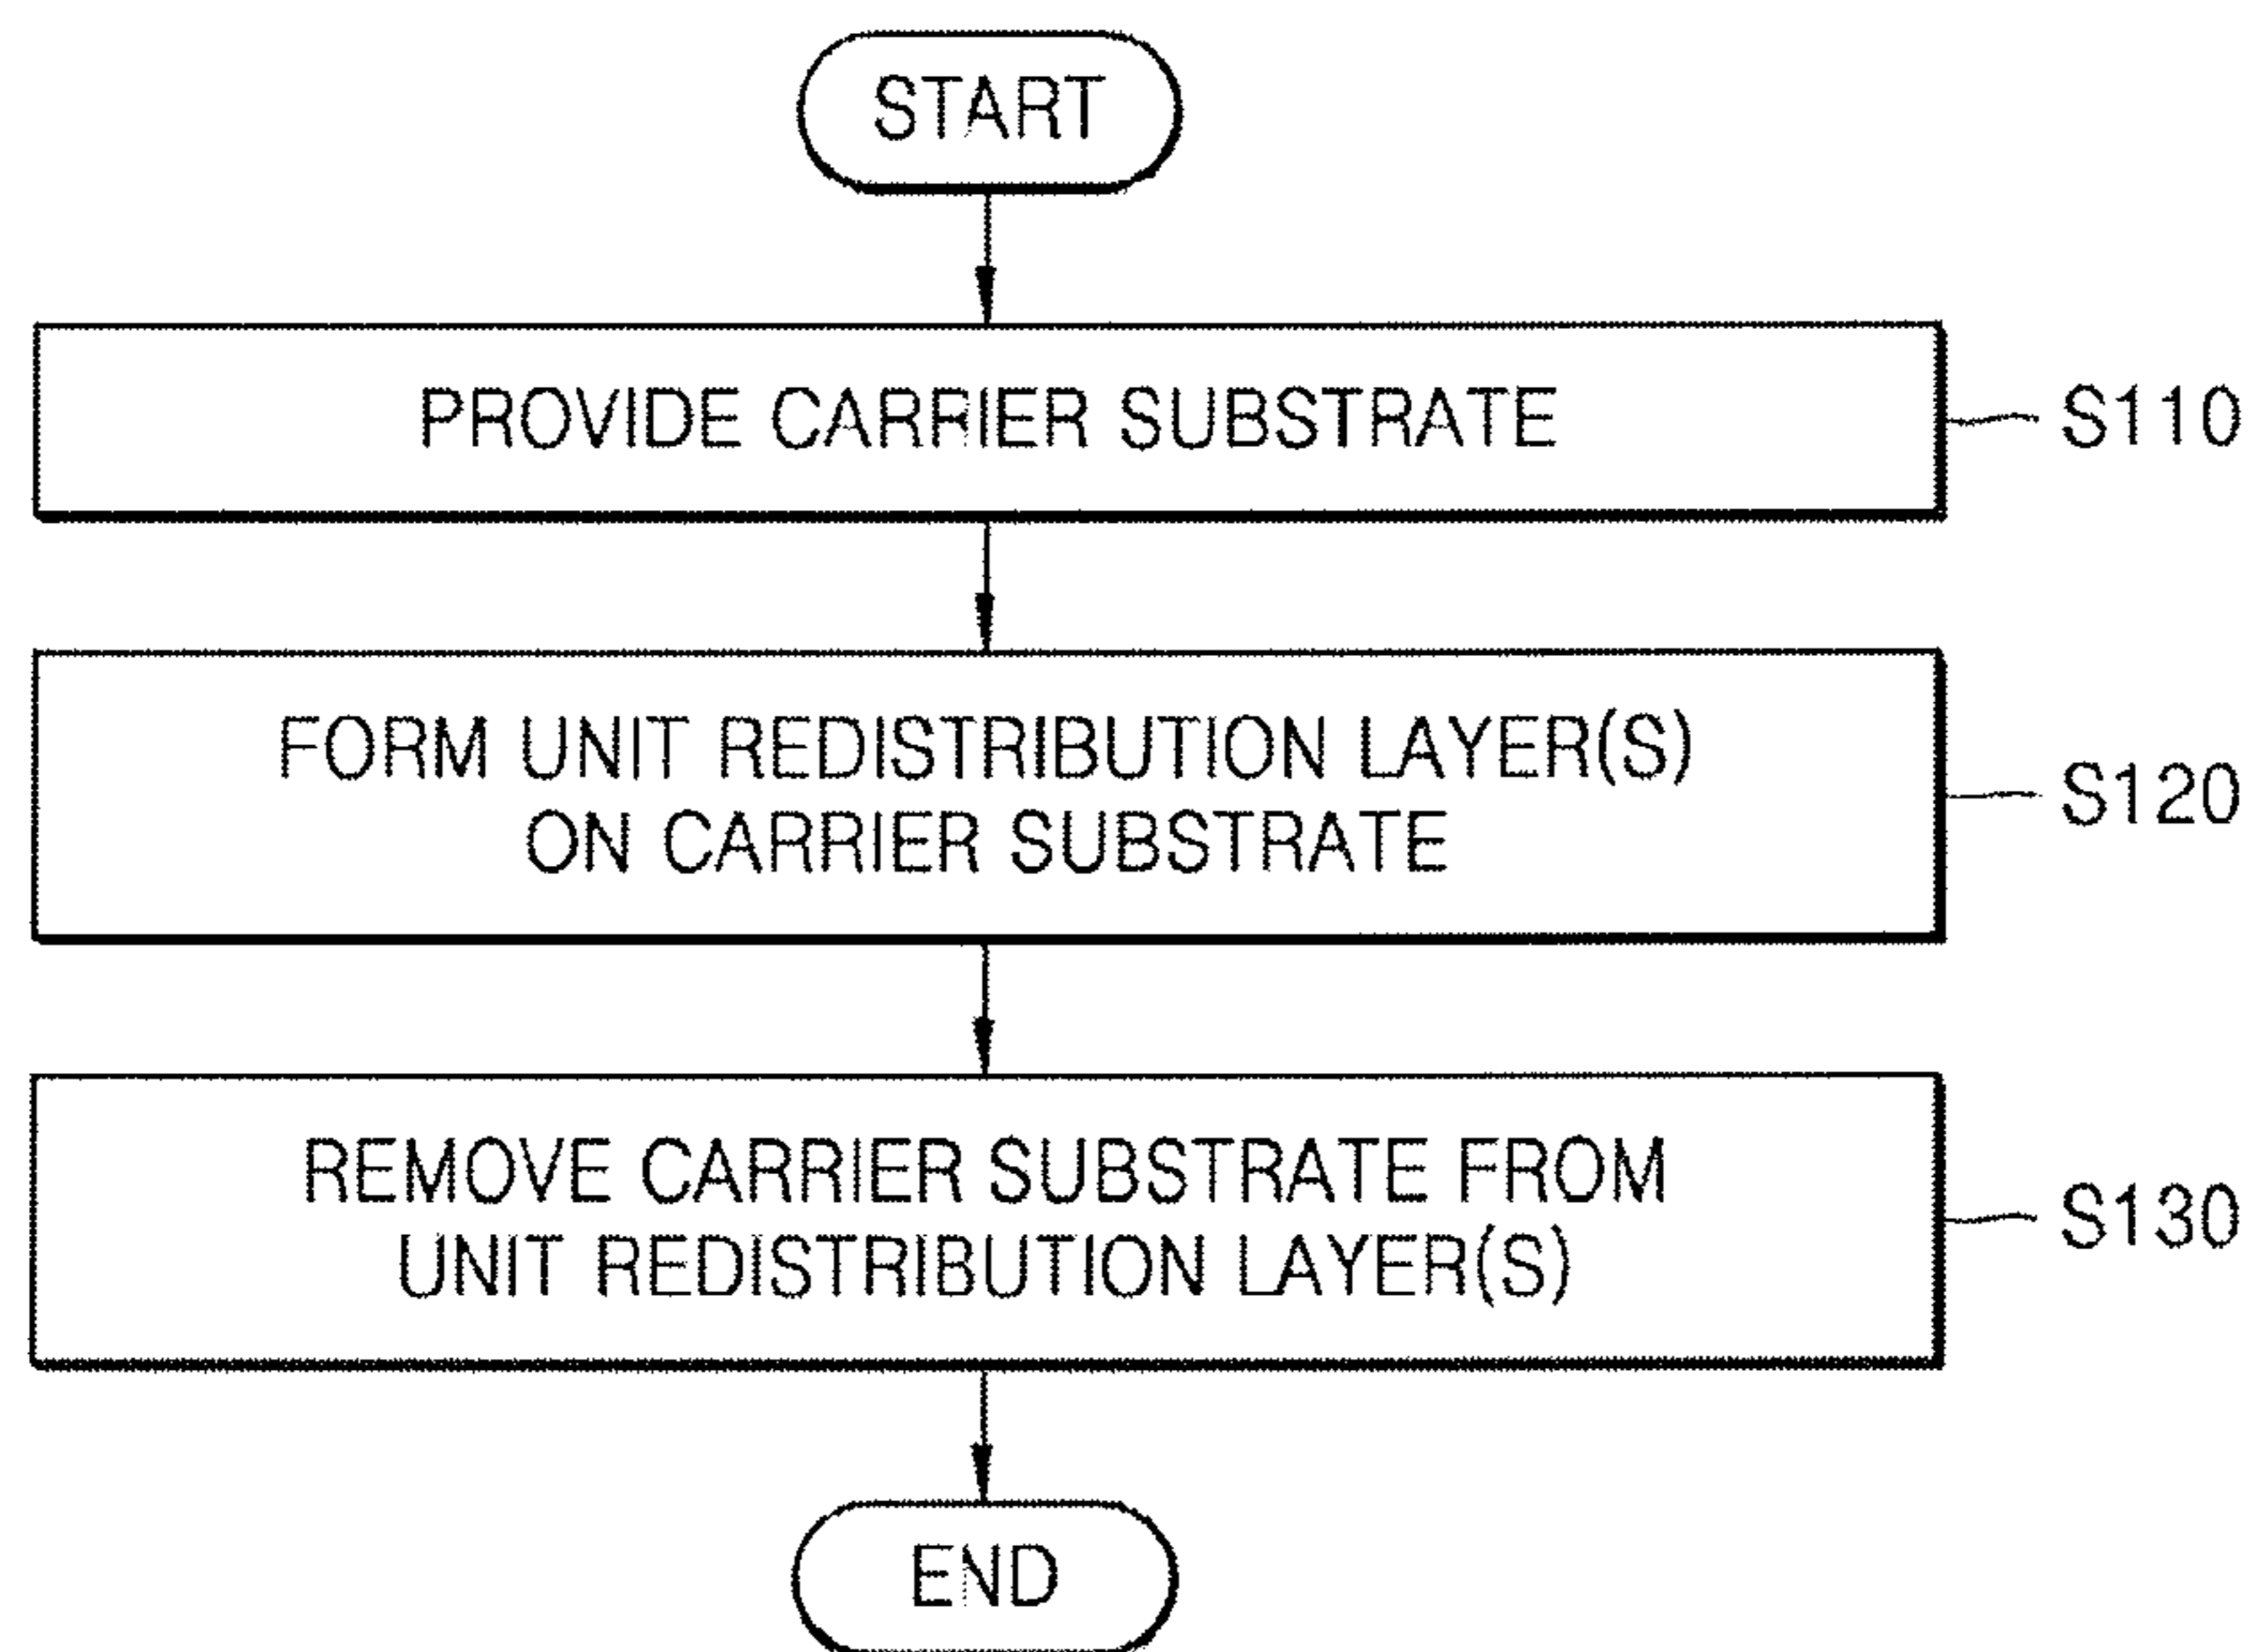 START
PROVIDE CARRIER SUBSTRATE
S110
FORM UNIT REDISTRIBUTION LAYER(S)
ON CARRIER SUBSTRATE
S120
REMOVE CARRIER SUBSTRATE FROM
UNIT REDISTRIBUTION LAYER(S)
S130
END